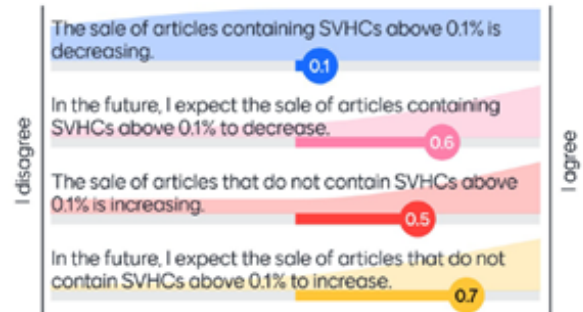 The sale of articles containing SVHCs above 0.1% is
decreasing.
0.1
In the future, I expect the sale of articles containing
SVHCs above 0.1% to decrease.
0.6
The sale of articles that do not contain SVHCs above
0.1% is increasing.
0.5
In the future, I expect the sale of articles that do not
contain SVHCs above 0.1% to increase.
0.7
I disagree
I agree